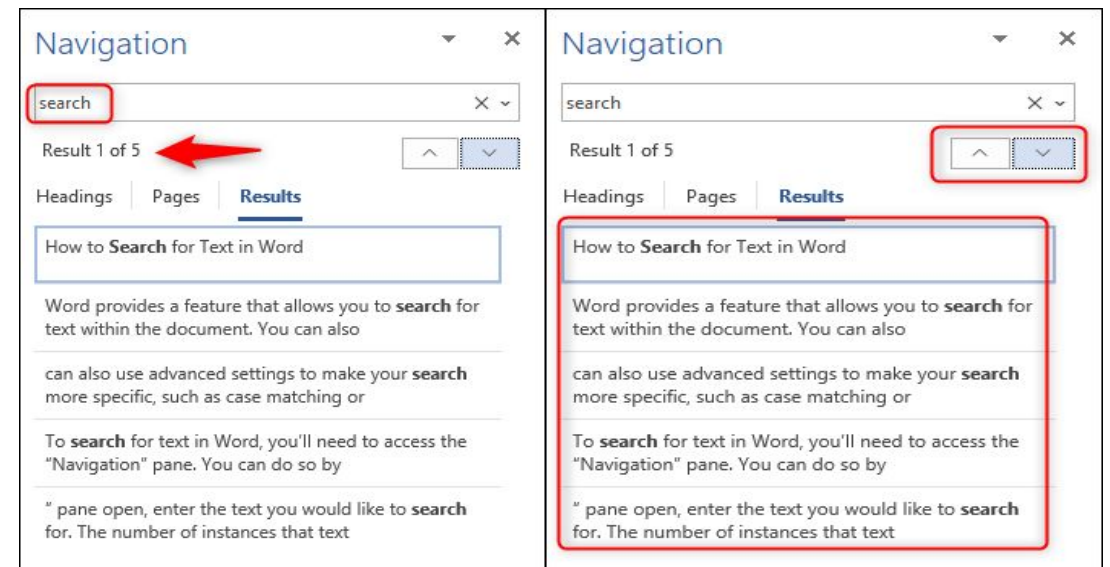 Navigation
search
Result 1 of 5
Headings Pages Results
How to Search for Text in Word
Word provides a feature that allows you to search for
text within the document. You can also
can also use advanced settings to make your search
more specific, such as case matching or
To search for text in Word, you'll need to access the
"Navigation" pane. You can do so by
" pane open, enter the text you would like to search
for. The number of instances that text
Navigation
search
Result 1 of 5
Headings Pages Results
How to Search for Text in Word
Word provides a feature that allows you to search for
text within the document. You can also
can also use advanced settings to make your search
more specific, such as case matching or
To search for text in Word, you'll need to access the
"Navigation" pane. You can do so by
" pane open, enter the text you would like to search
for. The number of instances that text